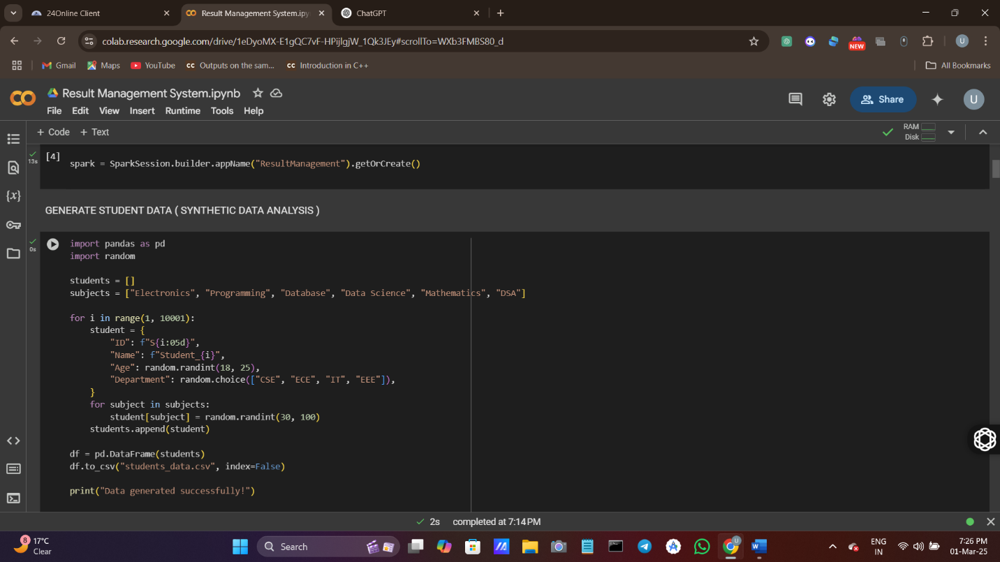 24Online Client
Result Management System.ipy
ChatGPT
colab.research.google.com/drive/1eDyoMX-E1gQC7vF-HPijlqjW_1Qk3JEy#scrollTo=WXb3FMBS80_d
NEW
U
Gmail
Maps
YouTube
CC Outputs on the sam...
CC Introduction in C++
All Bookmarks
Result Management System.ipynb
File Edit View Insert Runtime Tools Help
Share
U
+ Code + Text
RAM
Disk
[4]
13s
spark = SparkSession.builder.appName("ResultManagement").getOrCreate()
{x}
GENERATE STUDENT DATA ( SYNTHETIC DATA ANALYSIS )
0s
import pandas as pd
import random
students = []
subjects = ["Electronics", "Programming", "Database", "Data Science", "Mathematics", "DSA"]
for i in range(1, 10001):
    student = {
        "ID": f"S{i:05d}",
        "Name": f"Student_{i}",
        "Age": random.randint(18, 25),
        "Department": random.choice(["CSE", "ECE", "IT", "EEE"]),
    }
    for subject in subjects:
        student[subject] = random.randint(30, 100)
    students.append(student)
df = pd.DataFrame(students)
df.to_csv("students_data.csv", index=False)
print("Data generated successfully!")
2s completed at 7:14 PM
8
17°C
Clear
Search
U
W
ENG
IN
7:26 PM
01-Mar-25